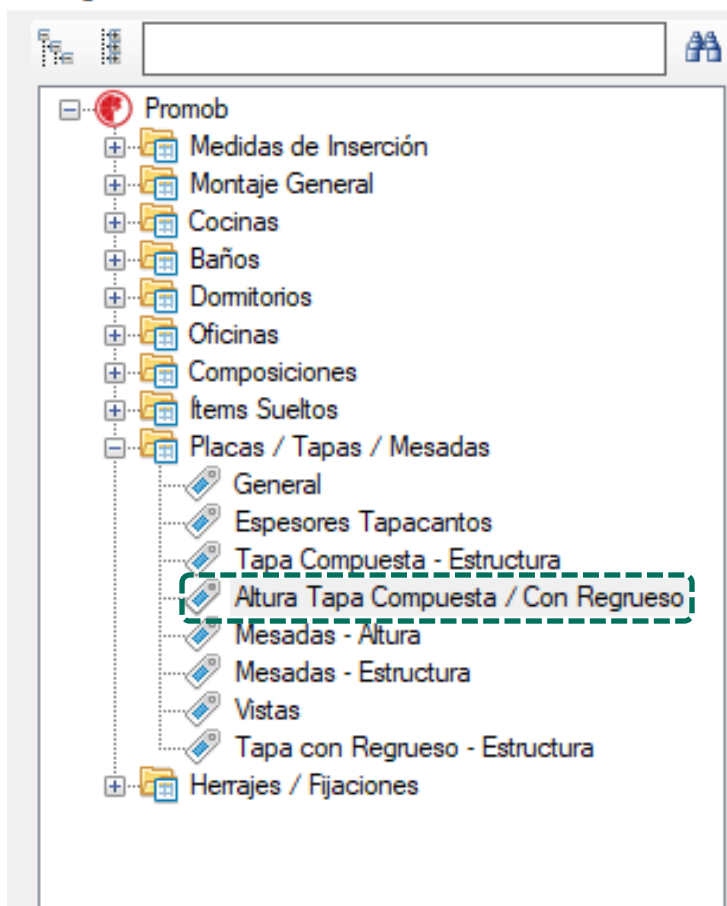 Promob
Medidas de Inserción
Montaje General
Cocinas
Baños
Dormitorios
Oficinas
Composiciones
Ítems Sueltos
Placas / Tapas / Mesadas
General
Espesores Tapacantos
Tapa Compuesta - Estructura
Altura Tapa Compuesta / Con Regrueso
Mesadas - Altura
Mesadas - Estructura
Vistas
Tapa con Regrueso - Estructura
Herrajes / Fijaciones